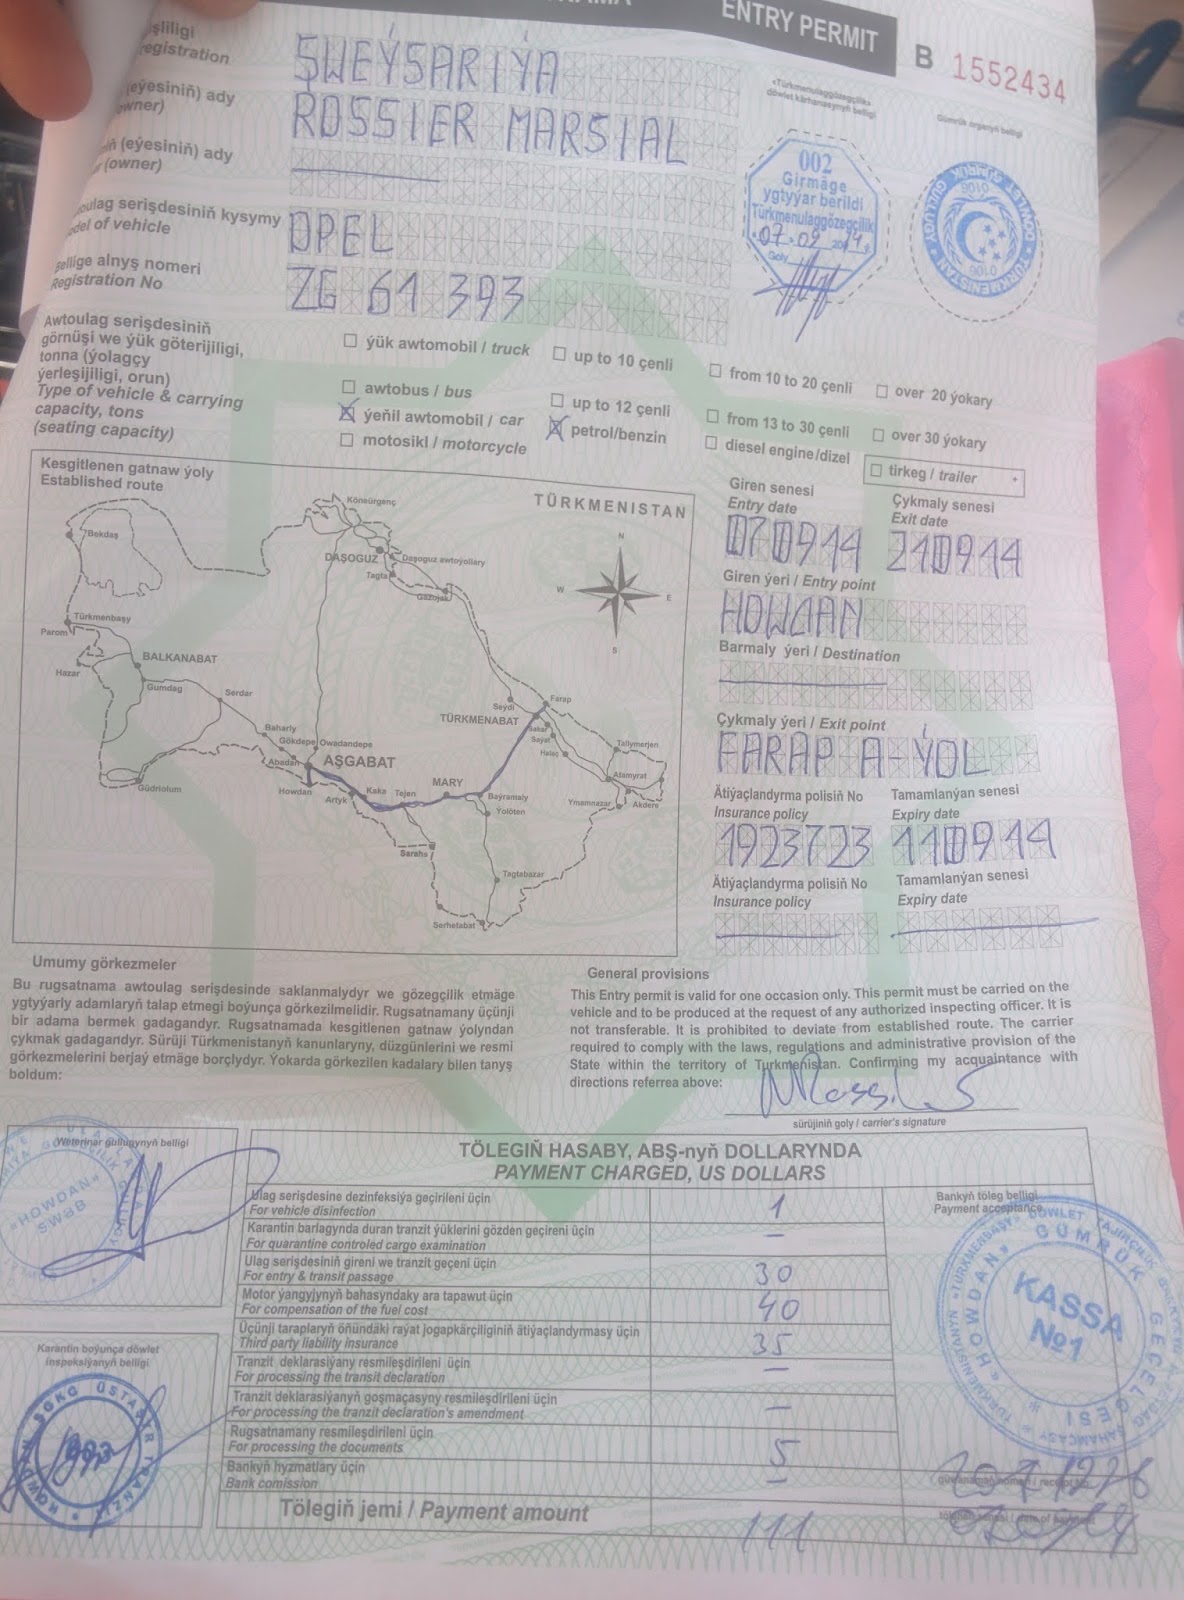 ENTRY PERMIT
B 1552434
registration
ŞWEÝSARIÝA
(eýesiniň) ady
owner)
ROSSIER MARSIAL
(eýesiniň) ady
(owner)
serişdesiniň kysymy
of vehicle
OPEL
Bellige alnyş nomeri
Registration No
ZG 61 393
«Türkmenulaggözegçilik»
döwlet kärhanasynyň belligi
Gümrük organyň belligi
002
Girmäge
ygtyýar berildi
Türkmenulaggözegçilik
07.09.2014
Goly
TÜRKMENISTAN
0106
Awtoulag serişdesiniň
görnüşi we ýük göterijiligi,
tonna (ýolagçy
ýerleşijiligi, orun)
Type of vehicle & carrying
capacity, tons
(seating capacity)
ýük awtomobil / truck
up to 10 çenli
from 10 to 20 çenli
over 20 ýokary
awtobus / bus
up to 12 çenli
from 13 to 30 çenli
over 30 ýokary
ýeňil awtomobil / car
petrol/benzin
diesel engine/dizel
tirkeg / trailer
motosikl / motorcycle
Kesgitlenen gatnaw ýoly
Established route
TÜRKMENISTAN
N
W
E
S
Köneürgenç
Bekdaş
DAŞOGUZ
Daşoguz awtoýollary
Tagta
Gazojak
Türkmenbaşy
Parom
Hazar
BALKANABAT
Gumdag
Serdar
Baharly
Gökdepe
Owadandepe
Abadan
AŞGABAT
Howdan
Artyk
Kaka
Tejen
MARY
Baýramaly
Ýolöten
Gudriolum
Sarahs
Tagtabazar
Serhetabat
Seýdi
Farap
TÜRKMENABAT
Sakar
Saýat
Halaç
Tallymerjen
Atamyrat
Ymamnazar
Akdere
Giren senesi
Entry date
070914
Çykmaly senesi
Exit date
210914
Giren ýeri / Entry point
HOWDAN
Barmaly ýeri / Destination
Çykmaly ýeri / Exit point
FARAP A-ÝOL
Ätiýaçlandyrma polisiň No
Insurance policy
1923723
Tamamlanýan senesi
Expiry date
110914
Ätiýaçlandyrma polisiň No
Insurance policy
Tamamlanýan senesi
Expiry date
Umumy görkezmeler
Bu rugsatnama awtoulag serişdesinde saklanmalydyr we gözegçilik etmäge
ygtyýarly adamlaryň talap etmegi boýunça görkezilmelidir. Rugsatnamany üçünji
bir adama bermek gadagandyr. Rugsatnamada kesgitlenen gatnaw ýolyndan
çykmak gadagandyr. Sürüji Türkmenistanyň kanunlaryny, düzgünlerini we resmi
görkezmelerini berjaý etmäge borçlydyr. Ýokarda görkezilen kadalary bilen tanyş
boldum:
General provisions
This Entry permit is valid for one occasion only. This permit must be carried on the
vehicle and to be produced at the request of any authorized inspecting officer. It is
not transferable. It is prohibited to deviate from established route. The carrier
required to comply with the laws, regulations and administrative provision of the
State within the territory of Turkmenistan. Confirming my acquaintance with
directions referrea above:
sürüjiniň goly / carrier's signature
Weterinar gullugynyň belligi
«HOWDAN»
SWBB
Karantin boýunça döwlet
inspeksiýanyň belligi
TÖLEGIŇ HASABY, ABŞ-nyň DOLLARYNDA
PAYMENT CHARGED, US DOLLARS
Ulag serişdesine dezinfeksiýa geçirileni üçin
For vehicle disinfection
1
Karantin barlagynda duran tranzit ýüklerini gözden geçireni üçin
For quarantine controled cargo examination
—
Ulag serişdesiniň gireni we tranzit geçeni üçin
For entry & transit passage
30
Motor ýangyjynyň bahasyndaky ara tapawut üçin
For compensation of the fuel cost
40
Üçünji taraplaryň öňündäki raýat jogapkärçiliginiň ätiýaçlandyrmasy üçin
Third party liability insurance
35
Tranzit deklarasiýany resmileşdirileni üçin
For processing the transit declaration
—
Tranzit deklarasiýanyň goşmaçasyny resmileşdirileni üçin
For processing the tranzit declaration's amendment
—
Rugsatnamany resmileşdirileni üçin
For processing the documents
5
Bankyň hyzmatlary üçin
Bank comission
—
Tölegiň jemi / Payment amount
111
Bankyň töleg belligi
Payment acceptance
GÜMRÜK GEÇELGESI
«HOWDAN»
KASSA
№1